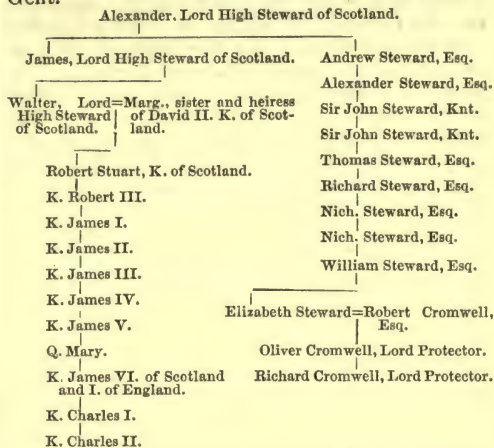 Gent.
Alexander, Lord High Steward of Scotland.
James, Lord High Steward of Scotland.
Walter, Lord=Marg., sister and heiress
High Steward of David II. K. of Scot-
of Scotland. land.
Robert Stuart, K. of Scotland.
K. Robert III.
K. James I.
K. James II.
K. James III.
K. James IV.
K. James V.
Q. Mary.
K. James VI. of Scotland
and I. of England.
K. Charles I.
K. Charles II.
Andrew Steward, Esq.
Alexander Steward, Esq.
Sir John Steward, Knt.
Sir John Steward, Knt.
Thomas Steward, Esq.
Richard Steward, Esq.
Nich. Steward, Esq.
Nich. Steward, Esq.
William Steward, Esq.
Elizabeth Steward=Robert Cromwell,
Esq.
Oliver Cromwell, Lord Protector.
Richard Cromwell, Lord Protector.